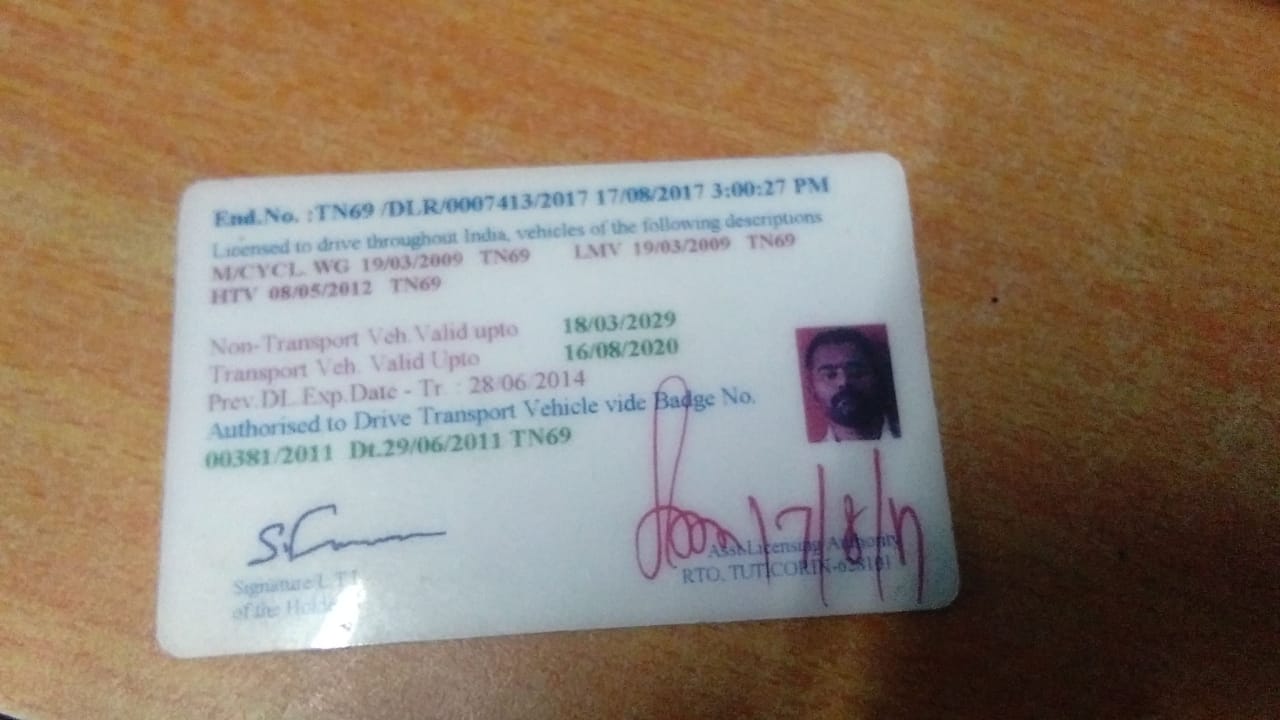 End.No. :TN69 /DLR/0007413/2017 17/08/2017 3:00:27 PM
Licensed to drive throughout India, vehicles of the following descriptions
M/CYCL. WG 19/03/2009 TN69 LMV 19/03/2009 TN69
HTV 08/05/2012 TN69
Non-Transport Veh.Valid upto 18/03/2029
Transport Veh. Valid Upto 16/08/2020
Prev.DL.Exp.Date - Tr : 28/06/2014
Authorised to Drive Transport Vehicle vide Badge No.
00381/2011 Dt.29/06/2011 TN69
17/8/17
Asst.Licensing Authority
RTO, TUTICORIN-
Signature/L.T.I.
of the Holder